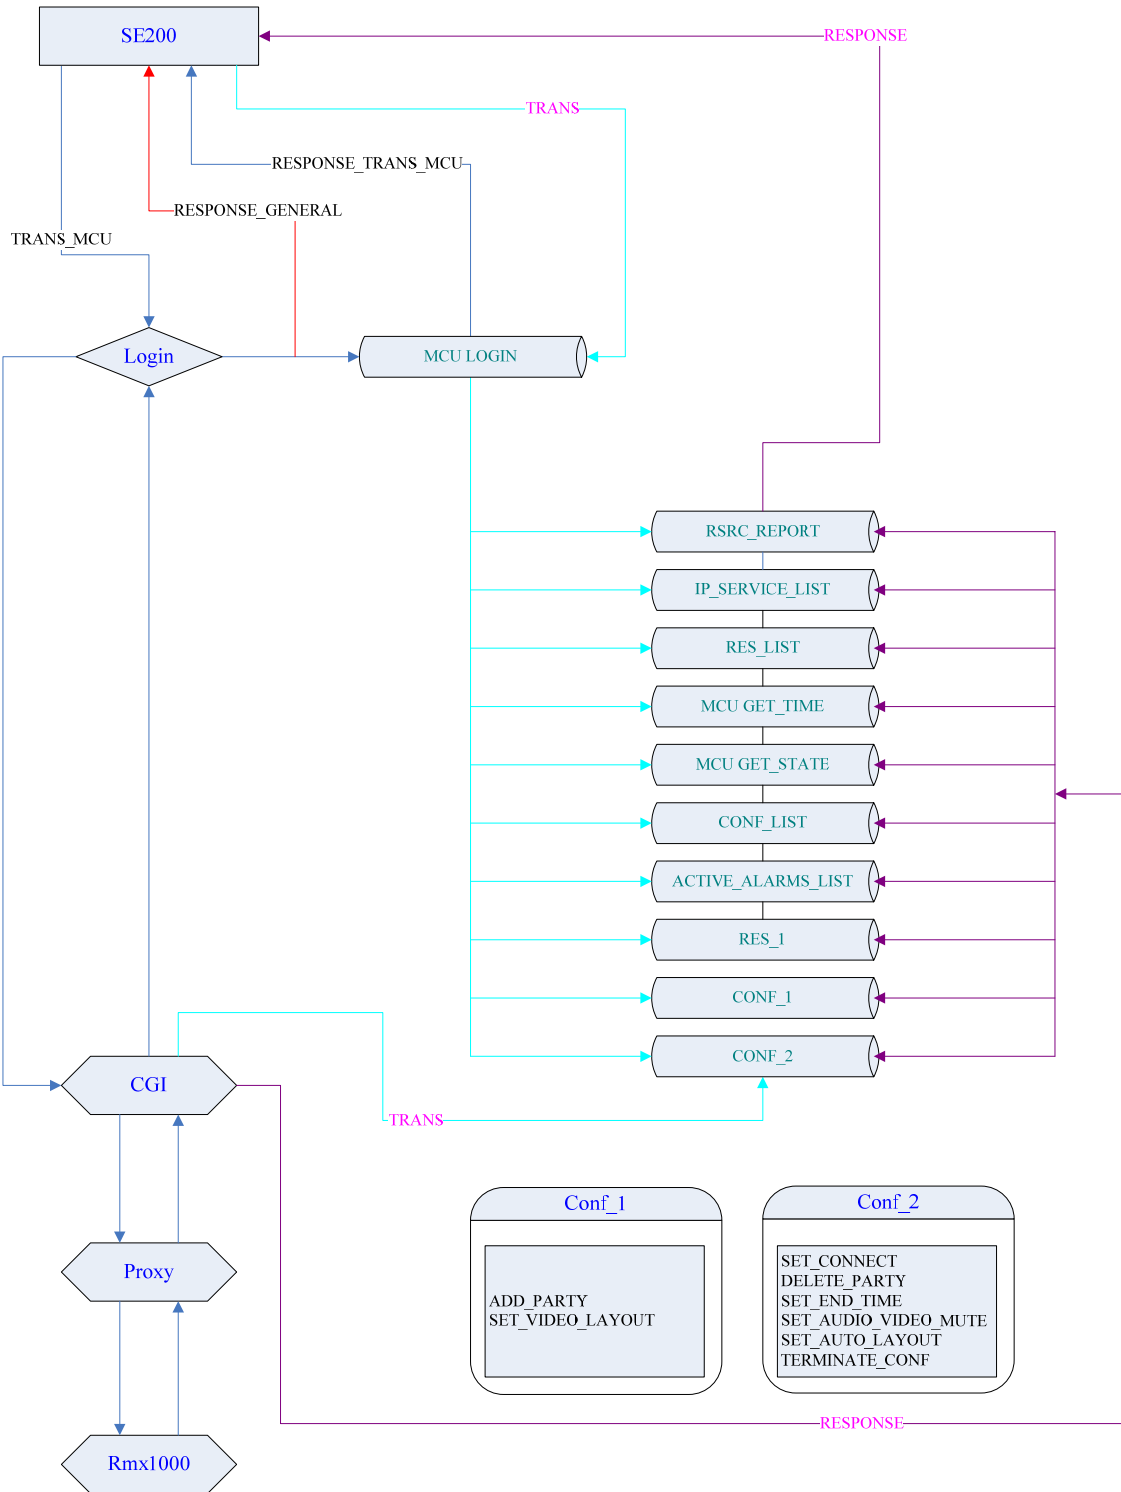 SE200
RESPONSE
TRANS
RESPONSE_TRANS_MCU
RESPONSE_GENERAL
TRANS_MCU
Login
MCU LOGIN
RSRC_REPORT
IP_SERVICE_LIST
RES_LIST
MCU GET_TIME
MCU GET_STATE
CONF_LIST
ACTIVE_ALARMS_LIST
RES_1
CONF_1
CONF_2
CGI
TRANS
Conf_1
ADD_PARTY
SET_VIDEO_LAYOUT
Conf_2
SET_CONNECT
DELETE_PARTY
SET_END_TIME
SET_AUDIO_VIDEO_MUTE
SET_AUTO_LAYOUT
TERMINATE_CONF
Proxy
RESPONSE
Rmx1000